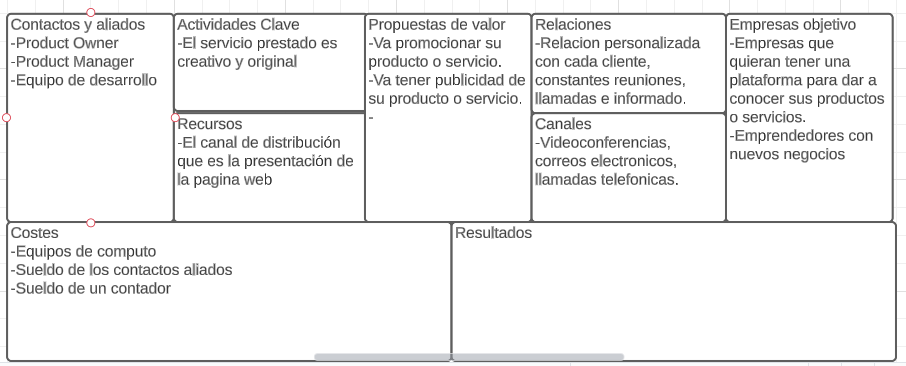 Contactos y aliados
-Product Owner
-Product Manager
-Equipo de desarrollo
Actividades Clave
-El servicio prestado es
creativo y original
Recursos
-El canal de distribución
que es la presentación de
la pagina web
Propuestas de valor
-Va promocionar su
producto o servicio.
-Va tener publicidad de
su producto o servicio.
-
Relaciones
-Relacion personalizada
con cada cliente,
constantes reuniones,
llamadas e informado.
Canales
-Videoconferencias,
correos electronicos,
llamadas telefonicas.
Empresas objetivo
-Empresas que
quieran tener una
plataforma para dar a
conocer sus productos
o servicios.
-Emprendedores con
nuevos negocios
Costes
-Equipos de computo
-Sueldo de los contactos aliados
-Sueldo de un contador
Resultados